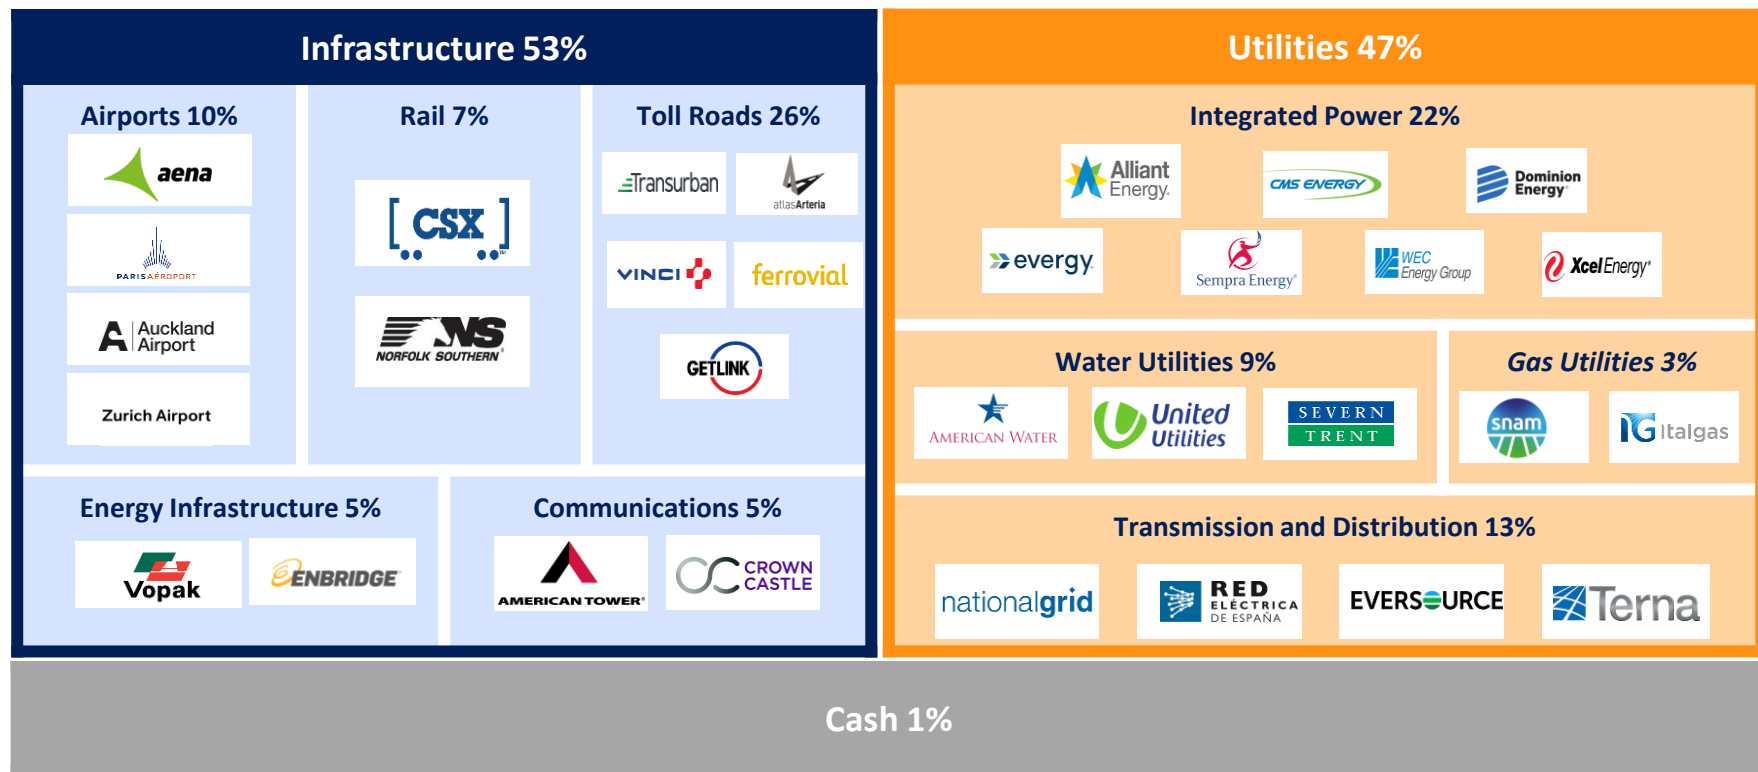 Infrastructure 53%
Utilities 47%
Airports 10%
aena
PARIS AÉROPORT
Auckland
Airport
Zurich Airport
Rail 7%
[CSX]
NS
NORFOLK SOUTHERN
Toll Roads 26%
Transurban
atlasArteria
VINCI
ferrovial
GETLINK
Energy Infrastructure 5%
Vopak
ENBRIDGE
Communications 5%
AMERICAN TOWER®
CROWN
CASTLE
Integrated Power 22%
Alliant
Energy®
CMS ENERGY
Dominion
Energy®
evergy
Sempra Energy®
WEC
Energy Group
Xcel Energy®
Water Utilities 9%
AMERICAN WATER
United
Utilities
SEVERN
TRENT
Gas Utilities 3%
snam
IG Italgas
Transmission and Distribution 13%
nationalgrid
RED
ELÉCTRICA
DE ESPAÑA
EVERSOURCE
Terna
Cash 1%